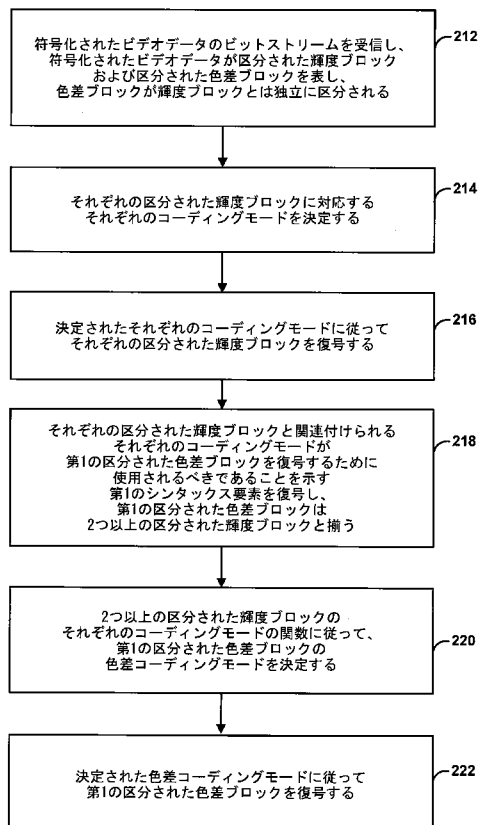 符号化されたビデオデータのビットストリームを受信し、
符号化されたビデオデータが区分された輝度ブロック
および区分された色差ブロックを表し、
色差ブロックが輝度ブロックとは独立に区分される
212
それぞれの区分された輝度ブロックに対応する
それぞれのコーディングモードを決定する
214
決定されたそれぞれのコーディングモードに従って
それぞれの区分された輝度ブロックを復号する
216
それぞれの区分された輝度ブロックと関連付けられる
それぞれのコーディングモードが
第1の区分された色差ブロックを復号するために
使用されるべきであることを示す
第1のシンタックス要素を復号し、
第1の区分された色差ブロックは
2つ以上の区分された輝度ブロックと揃う
218
2つ以上の区分された輝度ブロックの
それぞれのコーディングモードの関数に従って、
第1の区分された色差ブロックの
色差コーディングモードを決定する
220
決定された色差コーディングモードに従って
第1の区分された色差ブロックを復号する
222